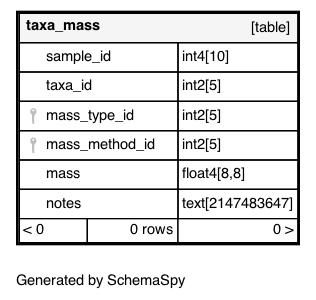 taxa_mass [table]
sample_id int4[10]
taxa_id int2[5]
mass_type_id int2[5]
mass_method_id int2[5]
mass float4[8,8]
notes text[2147483647]
< 0 0 rows 0 >
Generated by SchemaSpy